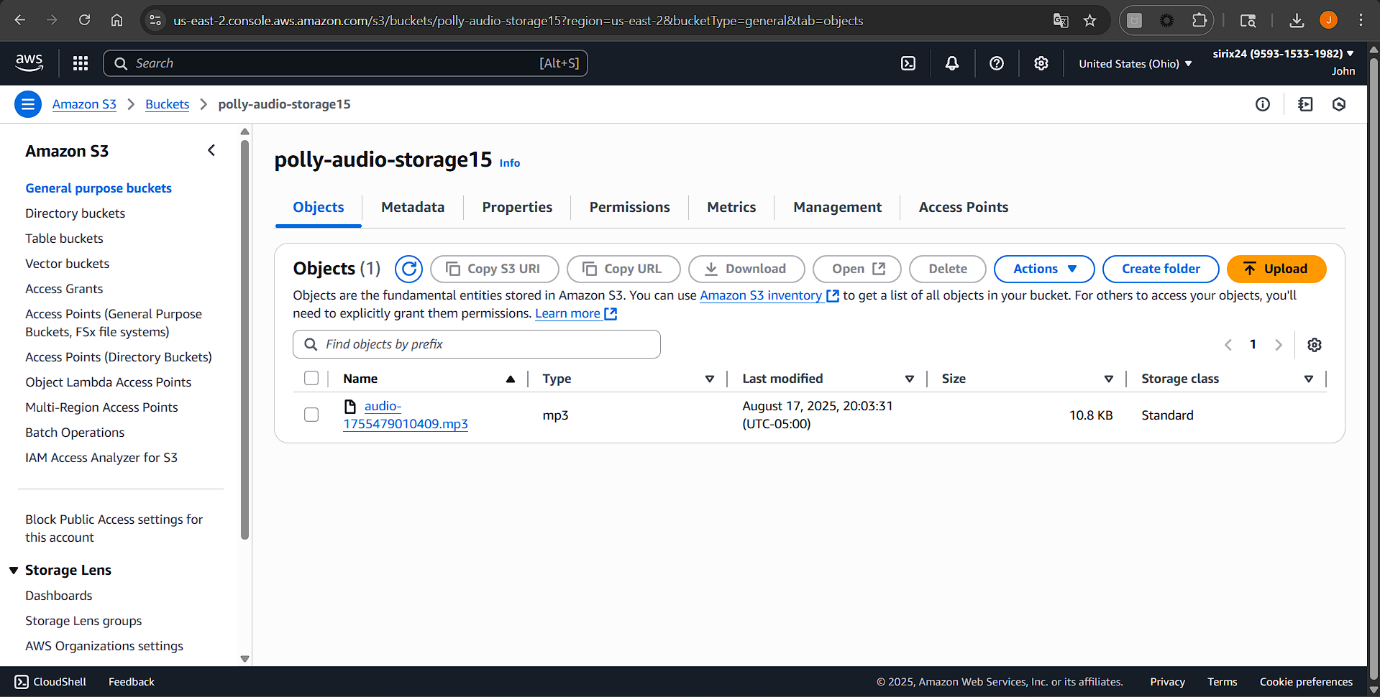 us-east-2.console.aws.amazon.com/s3/buckets/polly-audio-storage15?region=us-east-2&bucketType=general&tab=objects
J
aws
Search [Alt+S]
United States (Ohio)
sirix24 (9593-1533-1982)
John
Amazon S3 Buckets polly-audio-storage15
Amazon S3
General purpose buckets
Directory buckets
Table buckets
Vector buckets
Access Grants
Access Points (General Purpose
Buckets, FSx file systems)
Access Points (Directory Buckets)
Object Lambda Access Points
Multi-Region Access Points
Batch Operations
IAM Access Analyzer for S3
Block Public Access settings for
this account
Storage Lens
Dashboards
Storage Lens groups
AWS Organizations settings
polly-audio-storage15 Info
Objects Metadata Properties Permissions Metrics Management Access Points
Objects (1) Copy S3 URI Copy URL Download Open Delete Actions Create folder Upload
Objects are the fundamental entities stored in Amazon S3. You can use Amazon S3 inventory to get a list of all objects in your bucket. For others to access your objects, you'll
need to explicitly grant them permissions. Learn more
Find objects by prefix
1
Name Type Last modified Size Storage class
audio-
1755479010409.mp3
mp3
August 17, 2025, 20:03:31
(UTC-05:00)
10.8 KB
Standard
CloudShell Feedback © 2025, Amazon Web Services, Inc. or its affiliates. Privacy Terms Cookie preferences